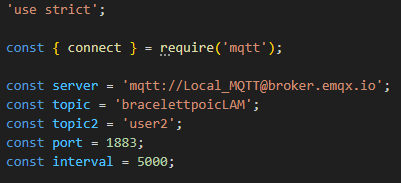 'use strict';
const { connect } = require('mqtt');
const server = 'mqtt://Local_MQTT@broker.emqx.io';
const topic = 'bracelettpoicLAM';
const topic2 = 'user2';
const port = 1883;
const interval = 5000;